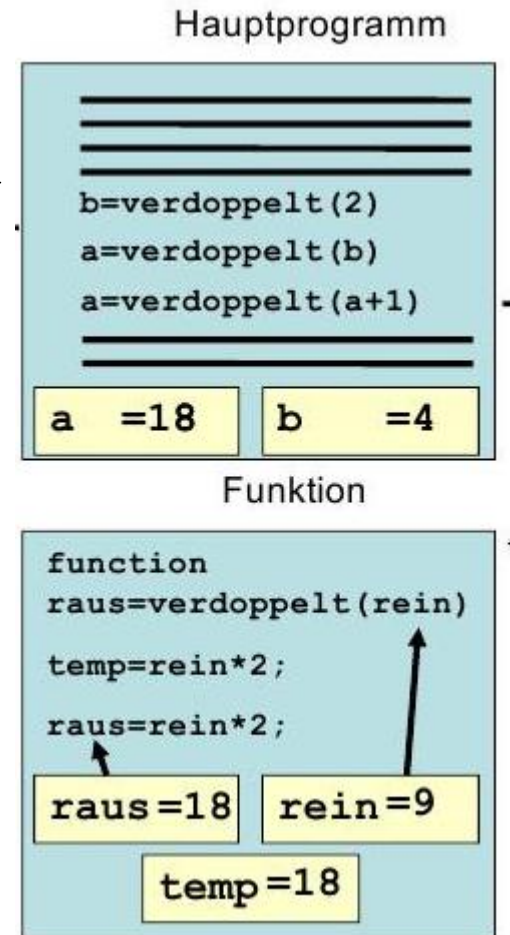 Hauptprogramm
b=verdoppelt(2)
a=verdoppelt(b)
a=verdoppelt(a+1)
a =18 b =4
Funktion
function
raus=verdoppelt(rein)
temp=rein*2;
raus=rein*2;
raus=18 rein=9
temp=18